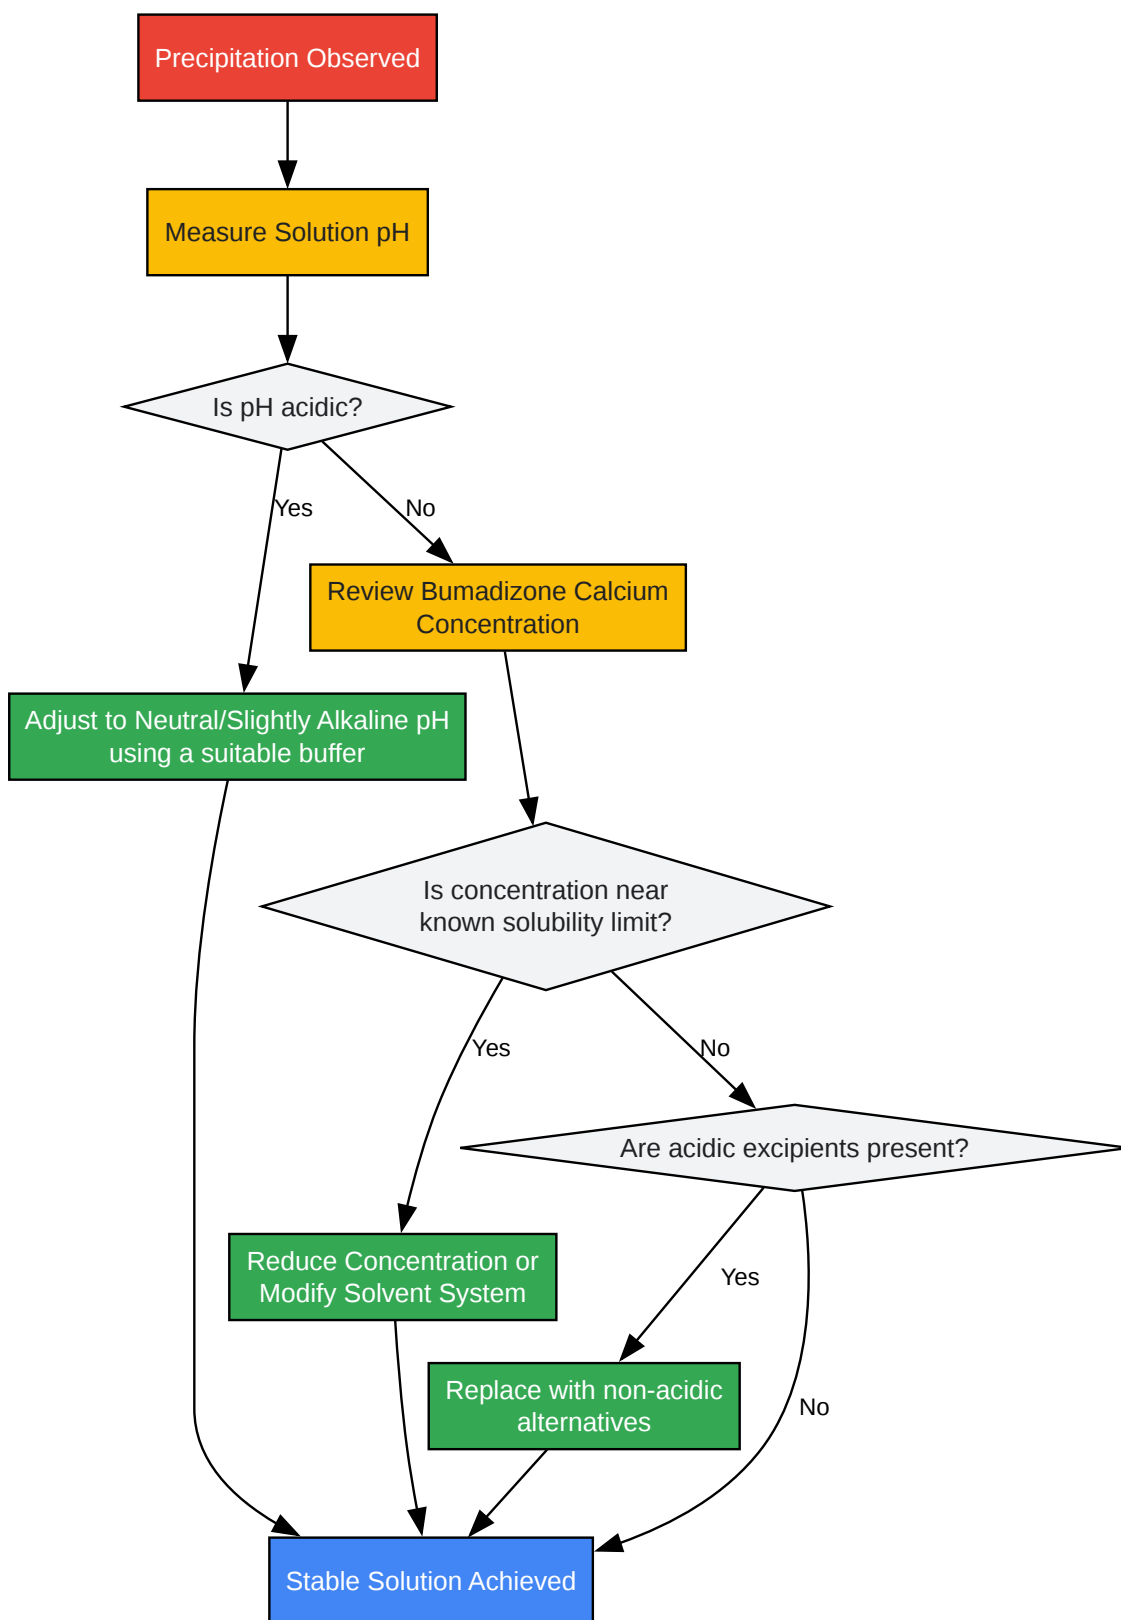 Precipitation Observed
Measure Solution pH
Is pH acidic?
Yes
No
Review Bumadizone Calcium
Concentration
Adjust to Neutral/Slightly Alkaline pH
using a suitable buffer
Is concentration near
known solubility limit?
Yes
No
Are acidic excipients present?
Reduce Concentration or
Modify Solvent System
Yes
Replace with non-acidic
alternatives
No
Stable Solution Achieved